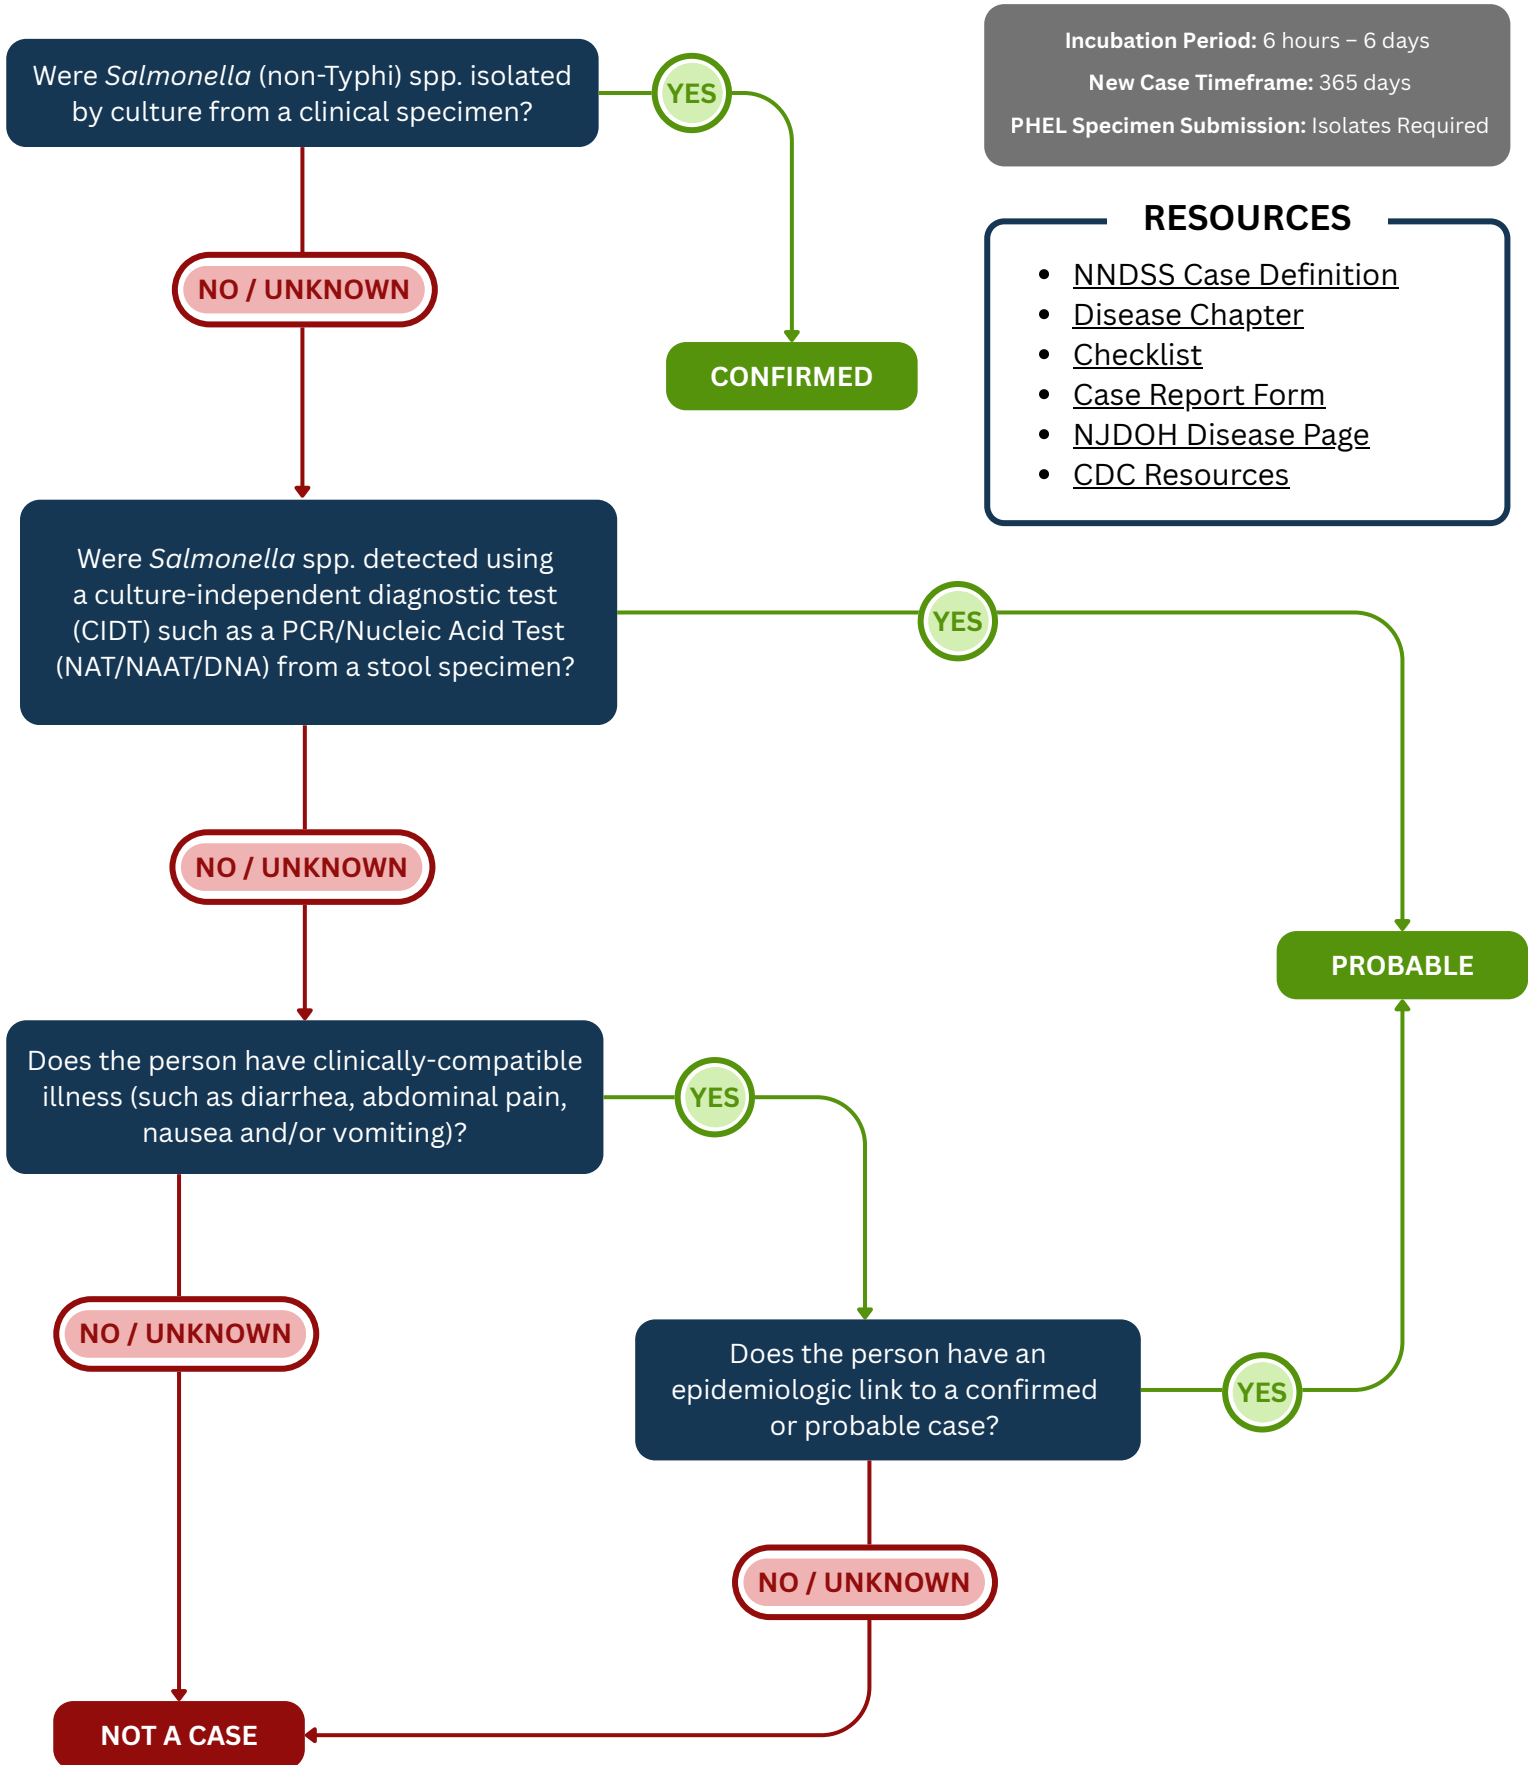 Were Salmonella (non-Typhi) spp. isolated
by culture from a clinical specimen?
YES
Incubation Period: 6 hours – 6 days
New Case Timeframe: 365 days
PHEL Specimen Submission: Isolates Required
RESOURCES
• NNDSS Case Definition
• Disease Chapter
• Checklist
• Case Report Form
• NJDOH Disease Page
• CDC Resources
NO / UNKNOWN
CONFIRMED
Were Salmonella spp. detected using
a culture-independent diagnostic test
(CIDT) such as a PCR/Nucleic Acid Test
(NAT/NAAT/DNA) from a stool specimen?
YES
NO / UNKNOWN
PROBABLE
Does the person have clinically-compatible
illness (such as diarrhea, abdominal pain,
nausea and/or vomiting)?
YES
NO / UNKNOWN
Does the person have an
epidemiologic link to a confirmed
or probable case?
YES
NO / UNKNOWN
NOT A CASE